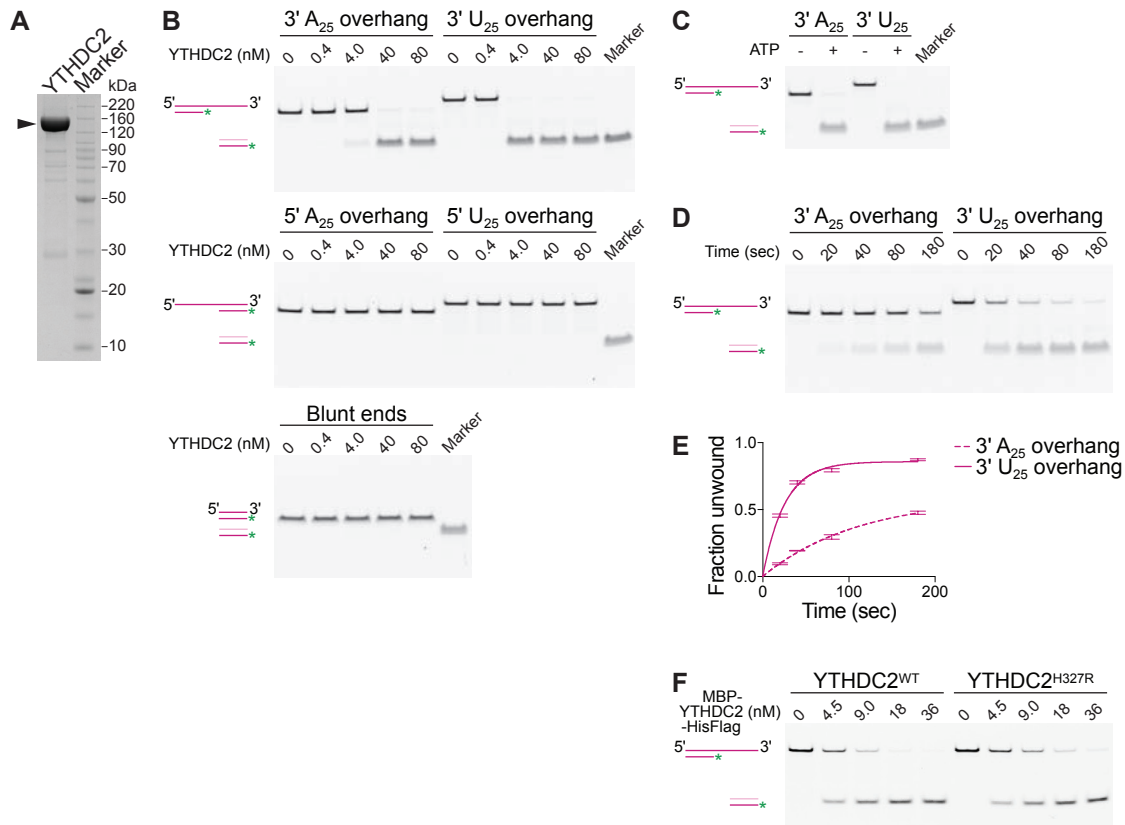 A
YTHDC2
Marker
kDa
220
160
120
90
70
50
30
20
10
B
3' A25 overhang 3' U25 overhang
YTHDC2 (nM) 0 0.4 4.0 40 80 0 0.4 4.0 40 80 Marker
5' 3'
*
*
5' A25 overhang 5' U25 overhang
YTHDC2 (nM) 0 0.4 4.0 40 80 0 0.4 4.0 40 80 Marker
5' 3'
*
*
Blunt ends
YTHDC2 (nM) 0 0.4 4.0 40 80 Marker
5' 3'
*
*
C
3' A25 3' U25
ATP - + - + Marker
5' 3'
*
*
D
3' A25 overhang 3' U25 overhang
Time (sec) 0 20 40 80 180 0 20 40 80 180
5' 3'
*
*
E
Fraction unwound
1.0
0.5
0.0
0 100 200
Time (sec)
3' A25 overhang
3' U25 overhang
F
YTHDC2WT YTHDC2H327R
MBP-
YTHDC2 (nM) 0 4.5 9.0 18 36 0 4.5 9.0 18 36
-HisFlag
5' 3'
*
*